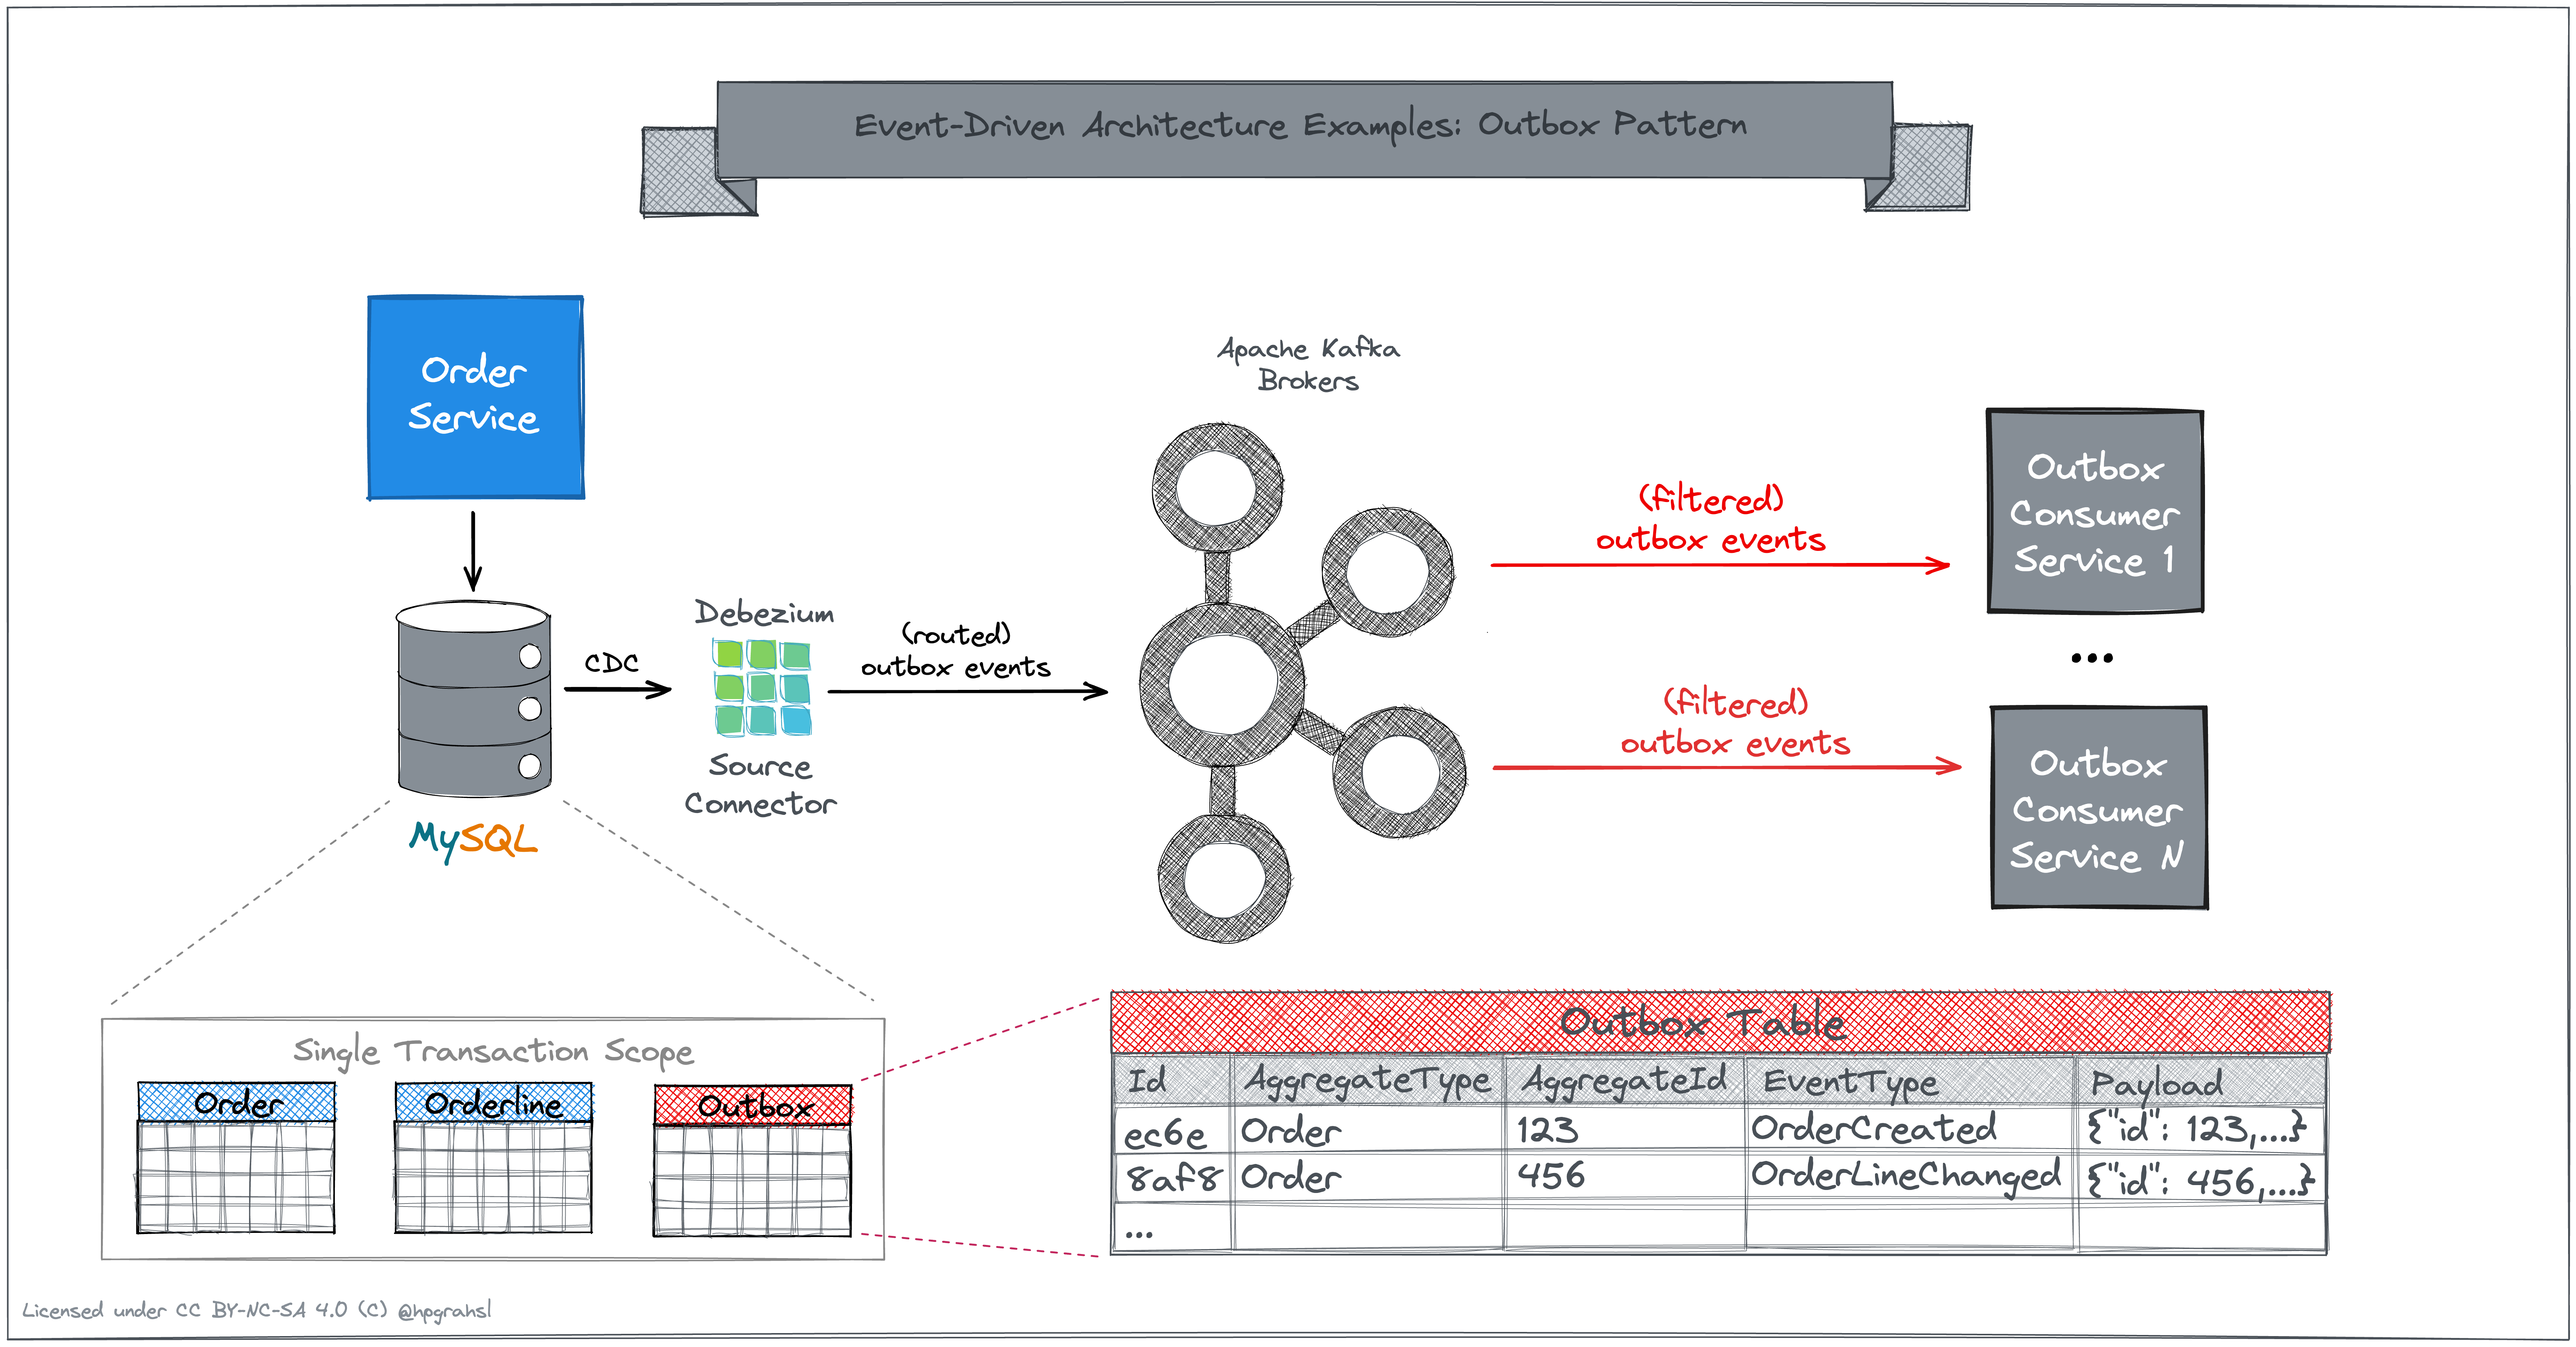 Event-Driven Architecture Examples: Outbox Pattern
Order
Service
Apache Kafka
Brokers
Outbox
Consumer
Service 1
(filtered)
outbox events
Debezium
(routed)
outbox events
CDC
...
(filtered)
outbox events
Source
Connector
Outbox
Consumer
Service N
MySQL
Single Transaction Scope
Order
Orderline
Outbox
Outbox Table
Id AggregateType AggregateId EventType Payload
ec6e Order 123 OrderCreated {"id": 123,...}
8af8 Order 456 OrderLineChanged {"id": 456,...}
...
Licensed under CC BY-NC-SA 4.0 (C) @hpgrahsl